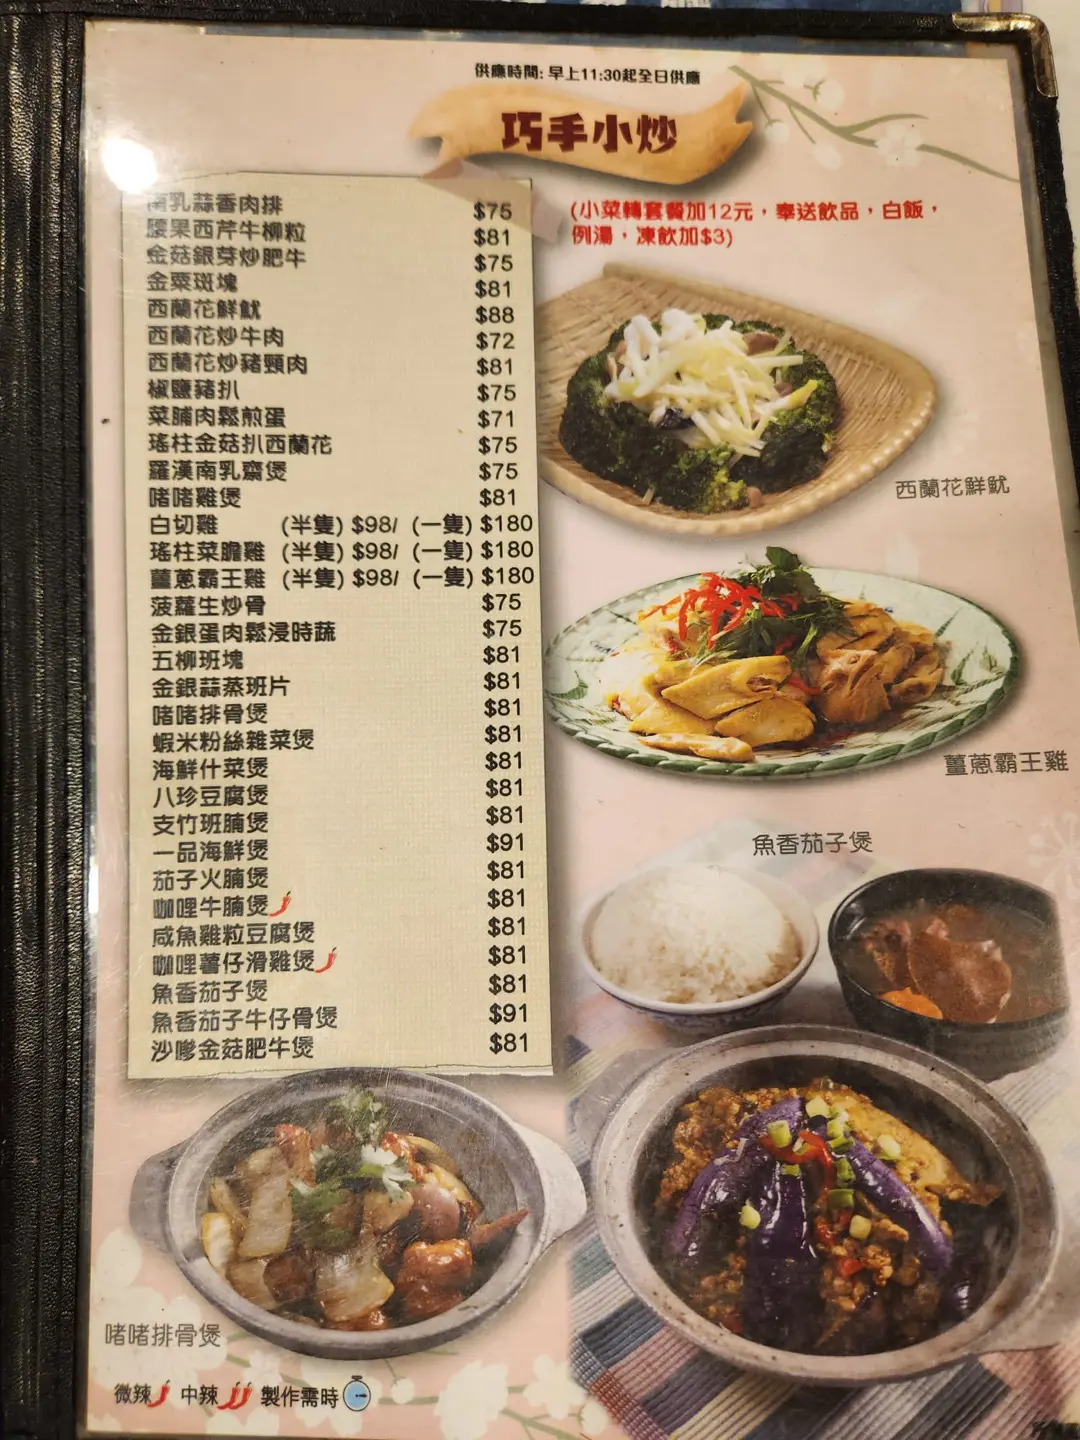 供應時間: 早上11:30起全日供應
巧手小炒
(小菜轉套餐加12元，奉送飲品，白飯，
例湯，凍飲加$3)
南乳蒜香肉排 $75
腰果西芹牛柳粒 $81
金菇銀芽炒肥牛 $75
金粟斑塊 $81
西蘭花鮮魷 $88
西蘭花炒牛肉 $72
西蘭花炒豬頸肉 $81
椒鹽豬扒 $75
菜脯肉鬆煎蛋 $71
瑤柱金菇扒西蘭花 $75
羅漢南乳齋煲 $75
啫啫雞煲 $81
白切雞 (半隻) $98/ (一隻) $180
瑤柱菜膽雞 (半隻) $98/ (一隻) $180
薑蔥霸王雞 (半隻) $98/ (一隻) $180
菠蘿生炒骨 $75
金銀蛋肉鬆浸時蔬 $75
五柳班塊 $81
金銀蒜蒸班片 $81
啫啫排骨煲 $81
蝦米粉絲雜菜煲 $81
海鮮什菜煲 $81
八珍豆腐煲 $81
支竹班腩煲 $81
一品海鮮煲 $91
茄子火腩煲 $81
咖哩牛腩煲 $81
咸魚雞粒豆腐煲 $81
咖哩薯仔滑雞煲 $81
魚香茄子煲 $81
魚香茄子牛仔骨煲 $91
沙嗲金菇肥牛煲 $81
西蘭花鮮魷
薑蔥霸王雞
魚香茄子煲
啫啫排骨煲
微辣 中辣 製作需時